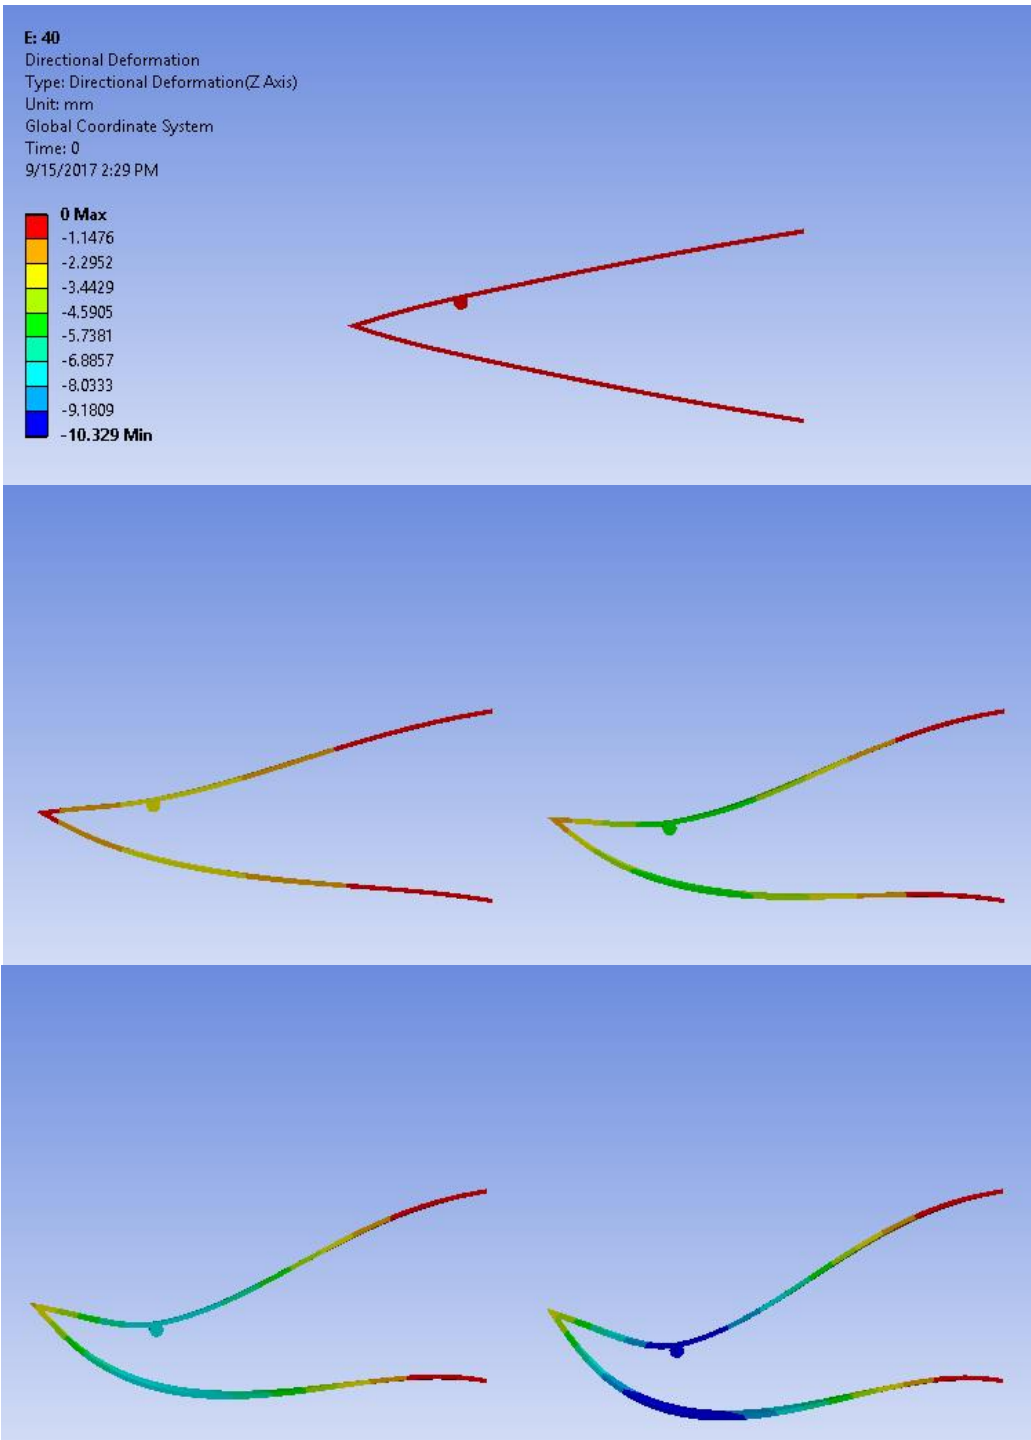 E: 40
Directional Deformation
Type: Directional Deformation(Z Axis)
Unit: mm
Global Coordinate System
Time: 0
9/15/2017 2:29 PM
0 Max
-1.1476
-2.2952
-3.4429
-4.5905
-5.7381
-6.8857
-8.0333
-9.1809
-10.329 Min